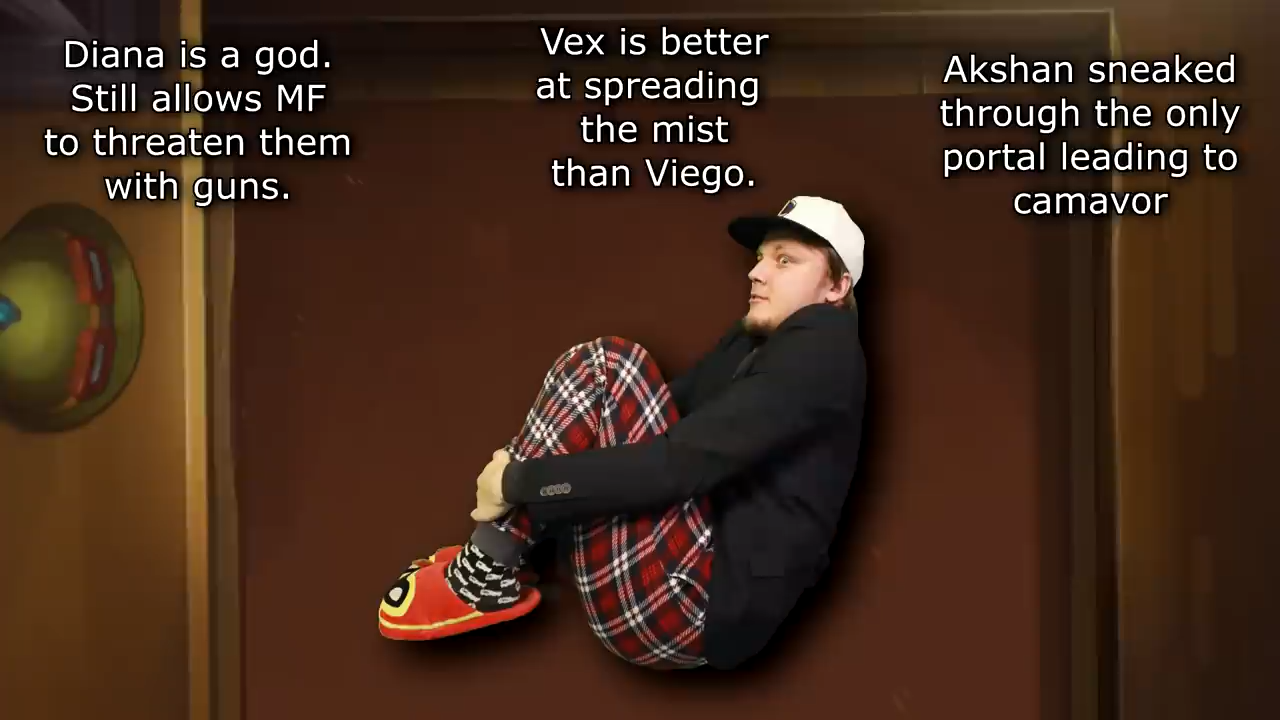 Diana is a god.
Still allows MF
to threaten them
with guns.
Vex is better
at spreading
the mist
than Viego.
Akshan sneaked
through the only
portal leading to
camavor